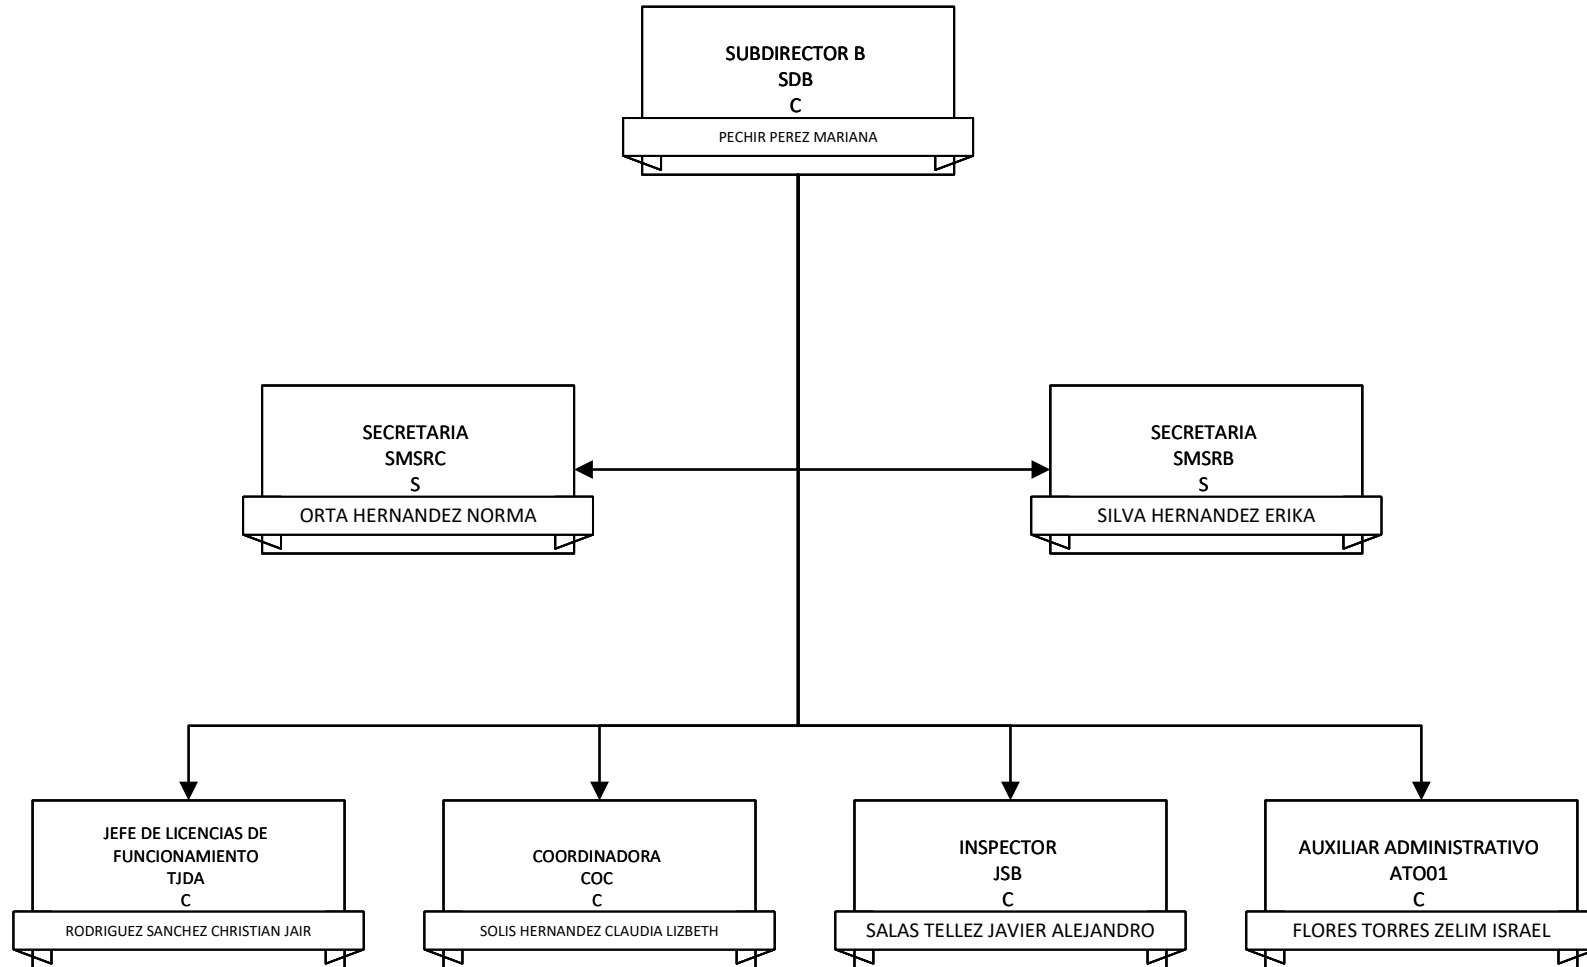 SUBDIRECTOR B
SDB
C
PECHIR PEREZ MARIANA
SECRETARIA
SMSRC
S
ORTA HERNANDEZ NORMA
SECRETARIA
SMSRB
S
SILVA HERNANDEZ ERIKA
JEFE DE LICENCIAS DE
FUNCIONAMIENTO
TJDA
C
RODRIGUEZ SANCHEZ CHRISTIAN JAIR
COORDINADORA
COC
C
SOLIS HERNANDEZ CLAUDIA LIZBETH
INSPECTOR
JSB
C
SALAS TELLEZ JAVIER ALEJANDRO
AUXILIAR ADMINISTRATIVO
ATO01
C
FLORES TORRES ZELIM ISRAEL